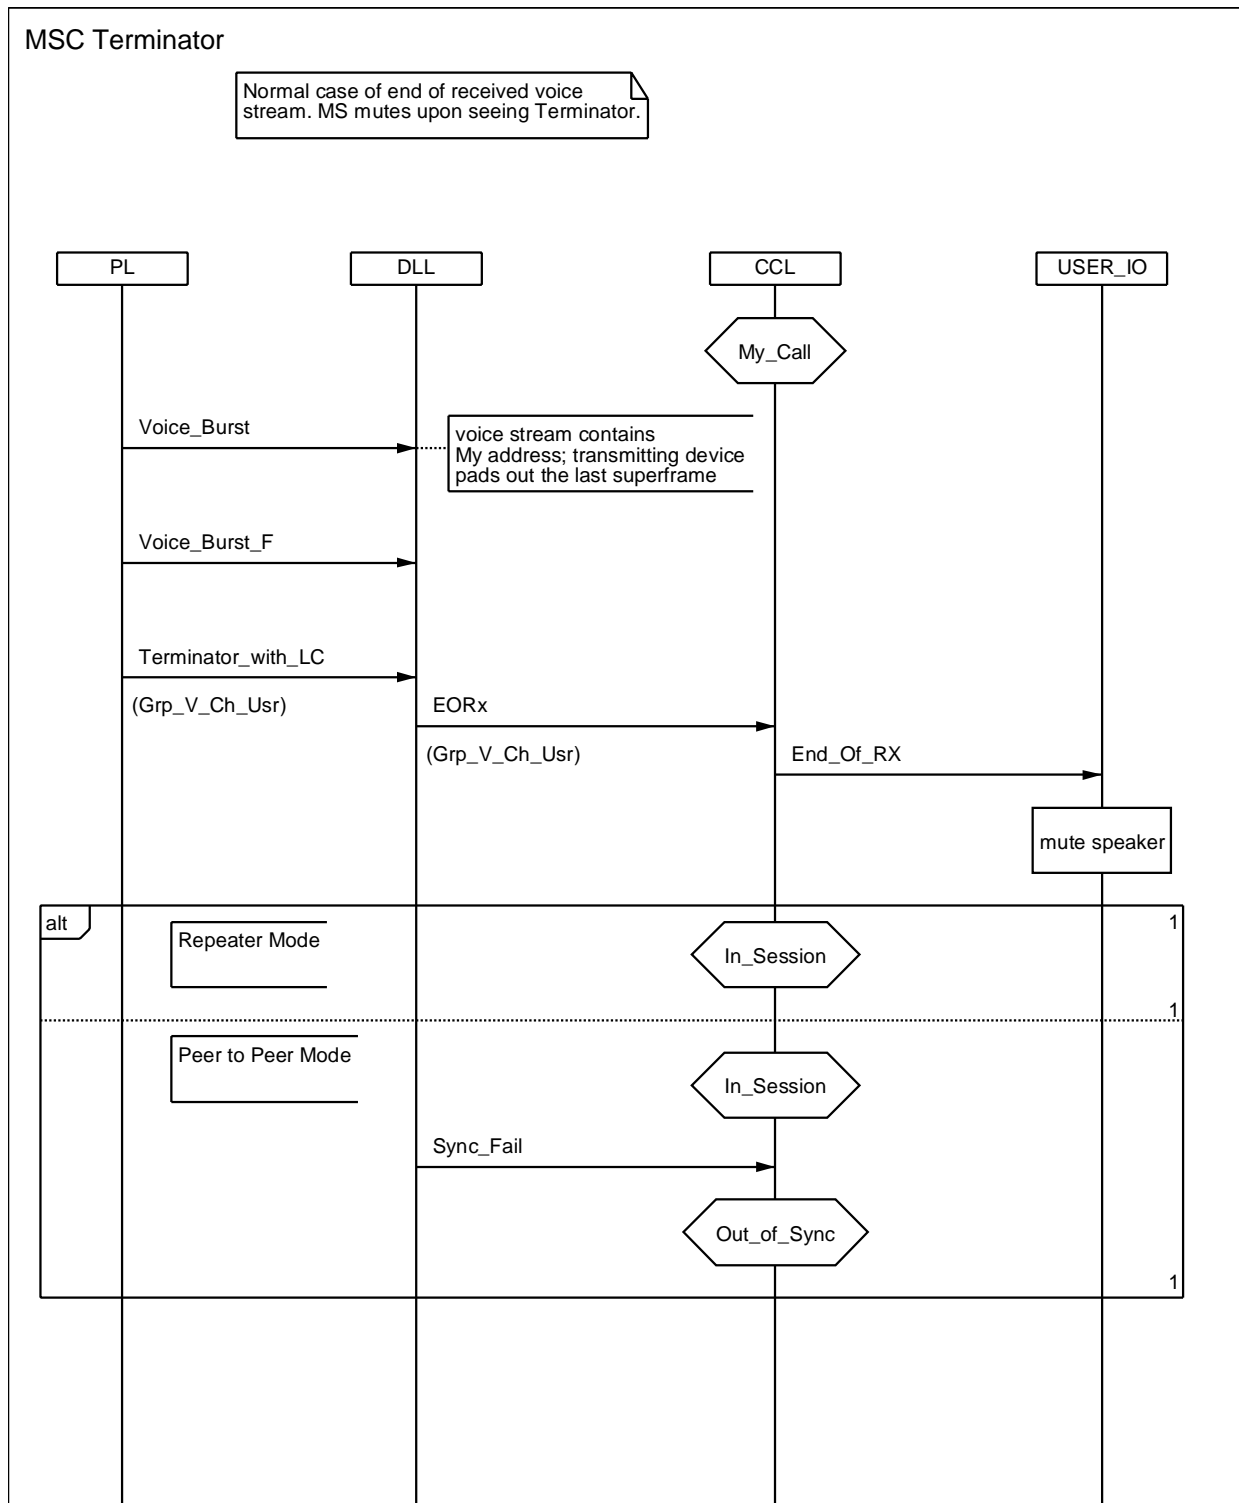 MSC Terminator
Normal case of end of received voice
stream. MS mutes upon seeing Terminator.
PL
DLL
CCL
USER_IO
My_Call
Voice_Burst
voice stream contains
My address; transmitting device
pads out the last superframe
Voice_Burst_F
Terminator_with_LC
(Grp_V_Ch_Usr)
EORx
(Grp_V_Ch_Usr)
End_Of_RX
mute speaker
alt
1
Repeater Mode
In_Session
1
Peer to Peer Mode
In_Session
Sync_Fail
Out_of_Sync
1